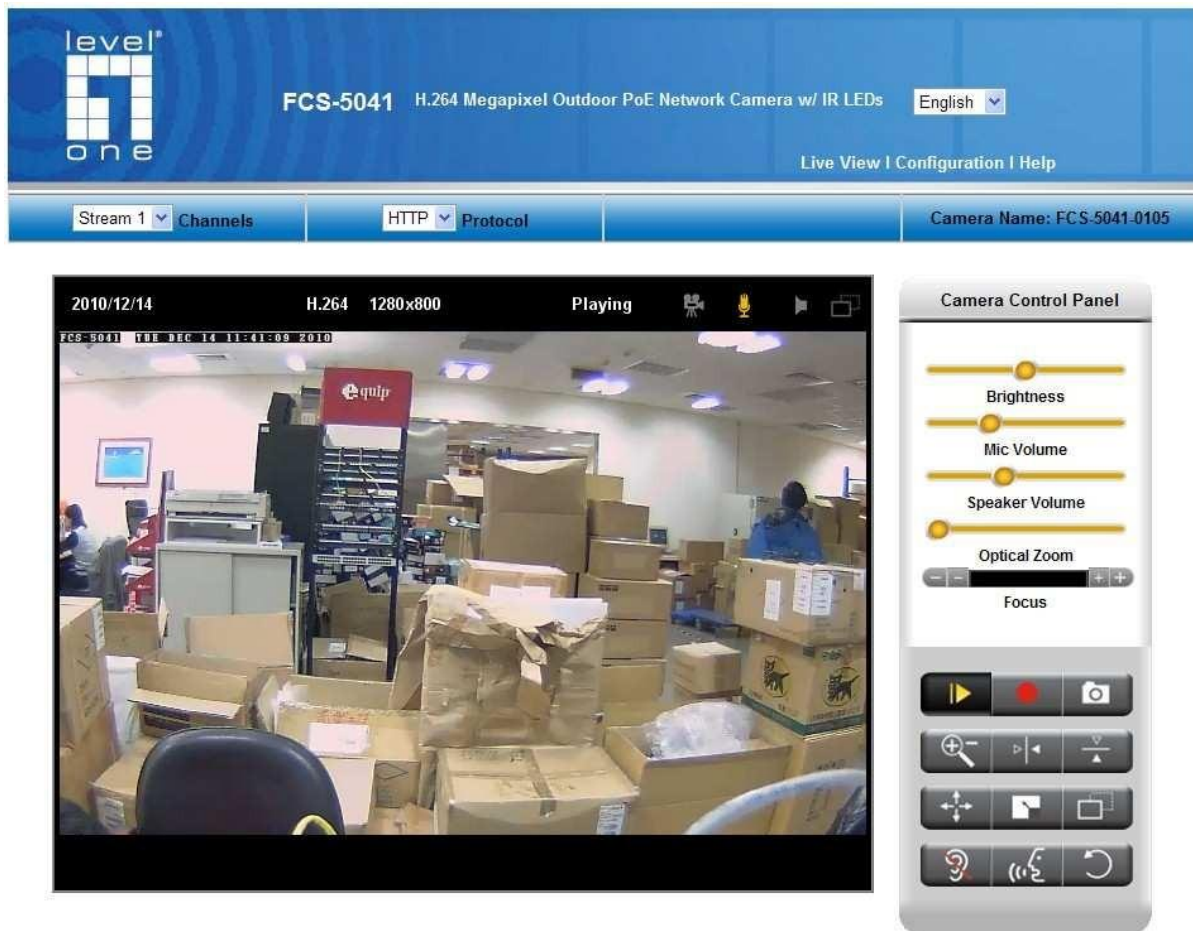 level
one
FCS-5041 H.264 Megapixel Outdoor PoE Network Camera w/ IR LEDs English
Live View I Configuration I Help
Stream 1 Channels HTTP Protocol Camera Name: FCS-5041-0105
2010/12/14 H.264 1280x800 Playing
FCS-5041 TUE DEC 14 11:41:09 2010
equip
Camera Control Panel
Brightness
Mic Volume
Speaker Volume
Optical Zoom
Focus